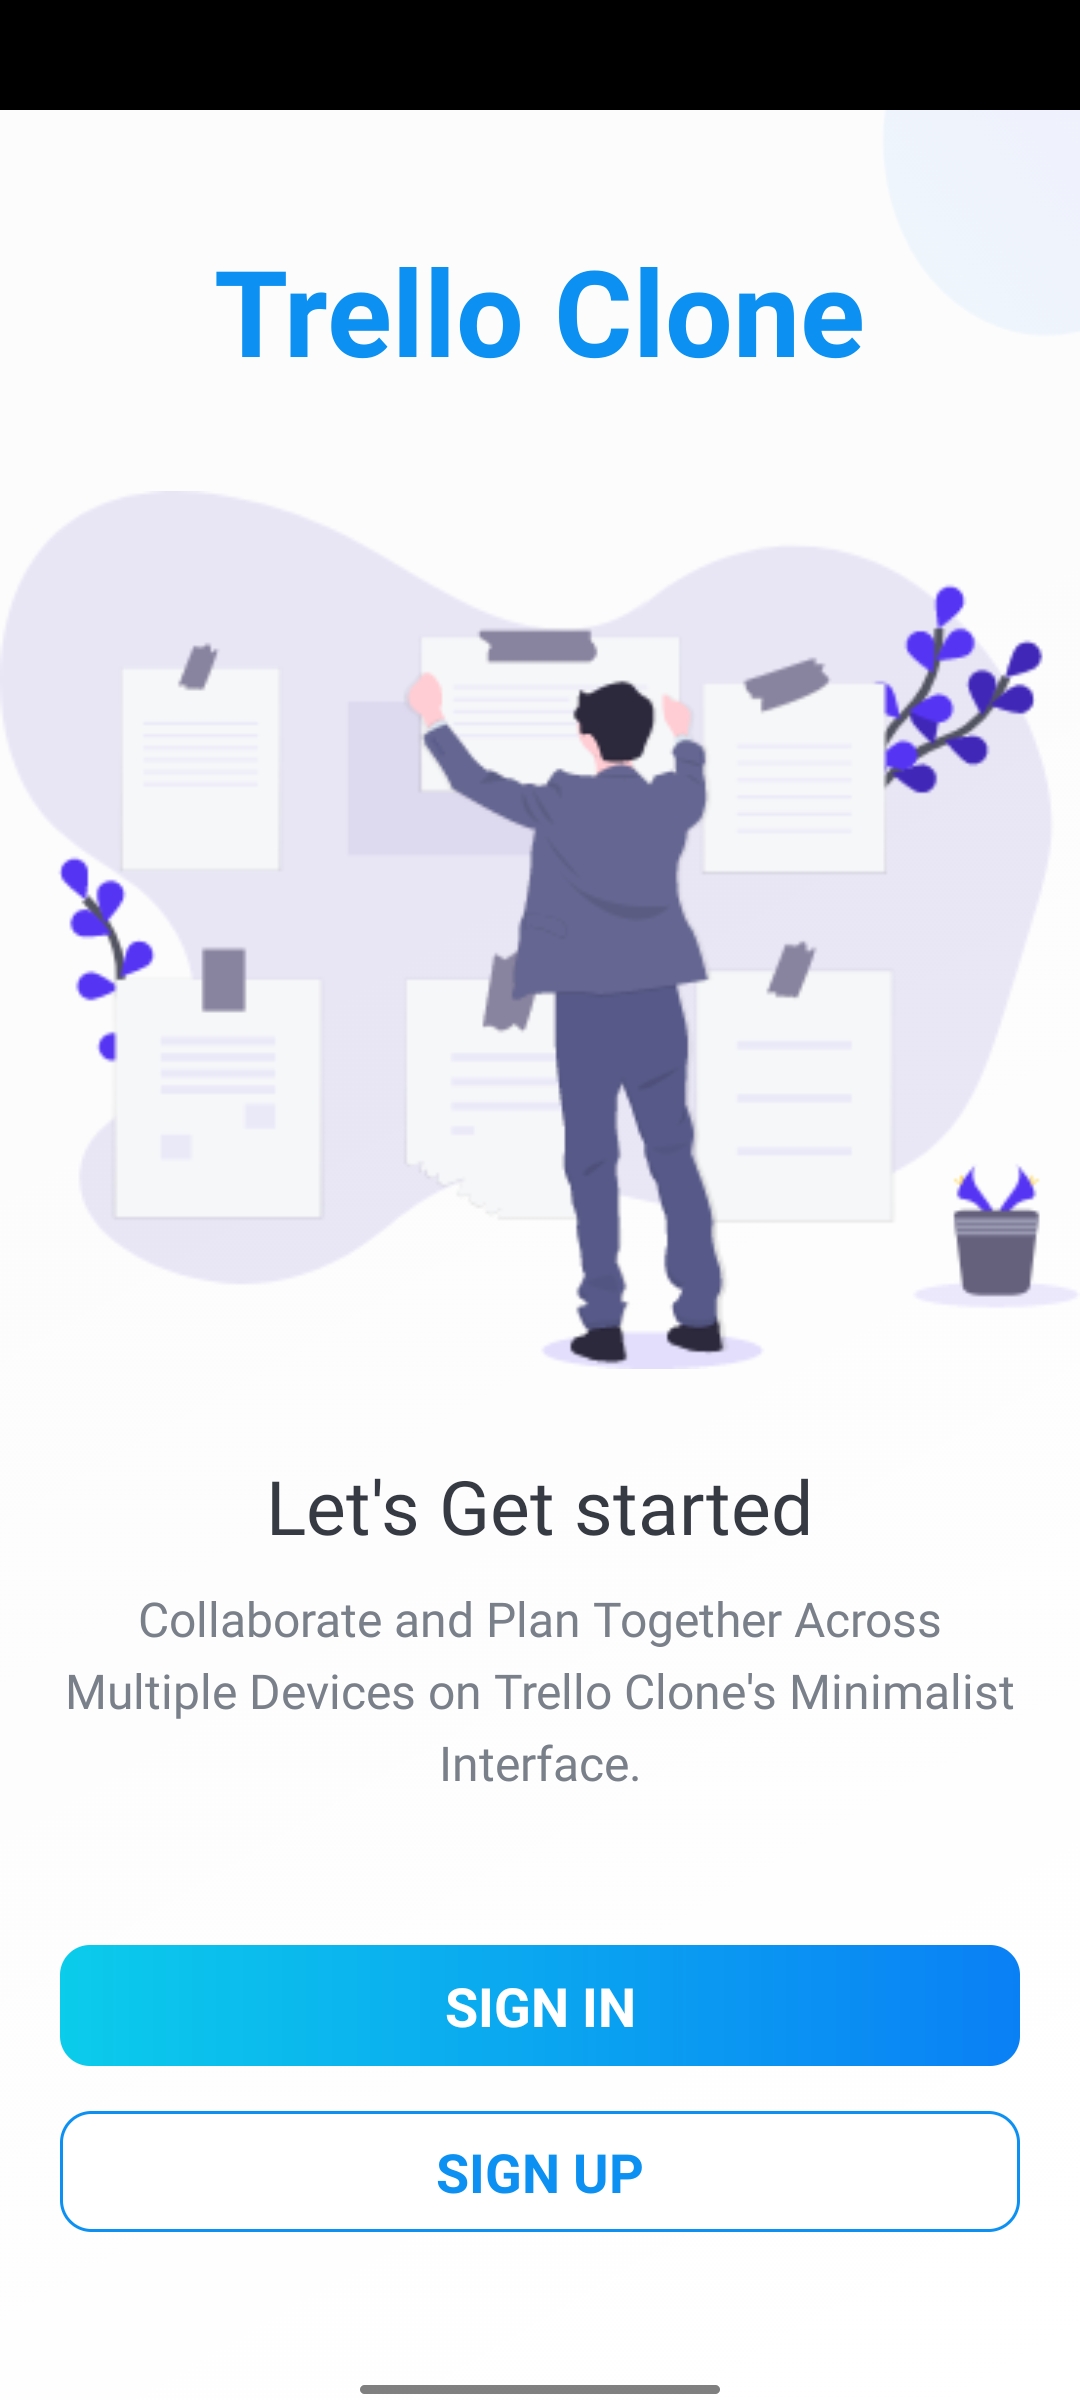 Trello Clone
Let's Get started
Collaborate and Plan Together Across
Multiple Devices on Trello Clone's Minimalist
Interface.
SIGN IN
SIGN UP